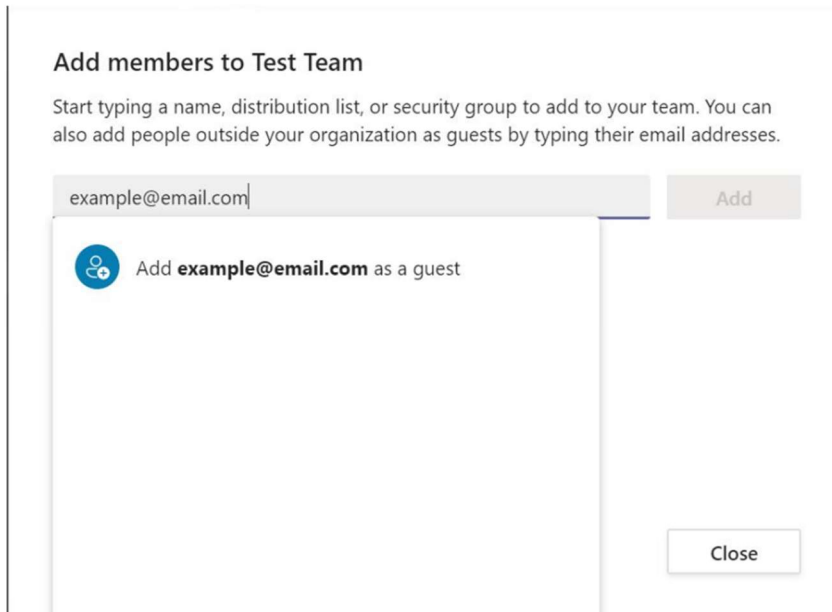 Add members to Test Team
Start typing a name, distribution list, or security group to add to your team. You can
also add people outside your organization as guests by typing their email addresses.
example@email.com
Add
Add example@email.com as a guest
Close